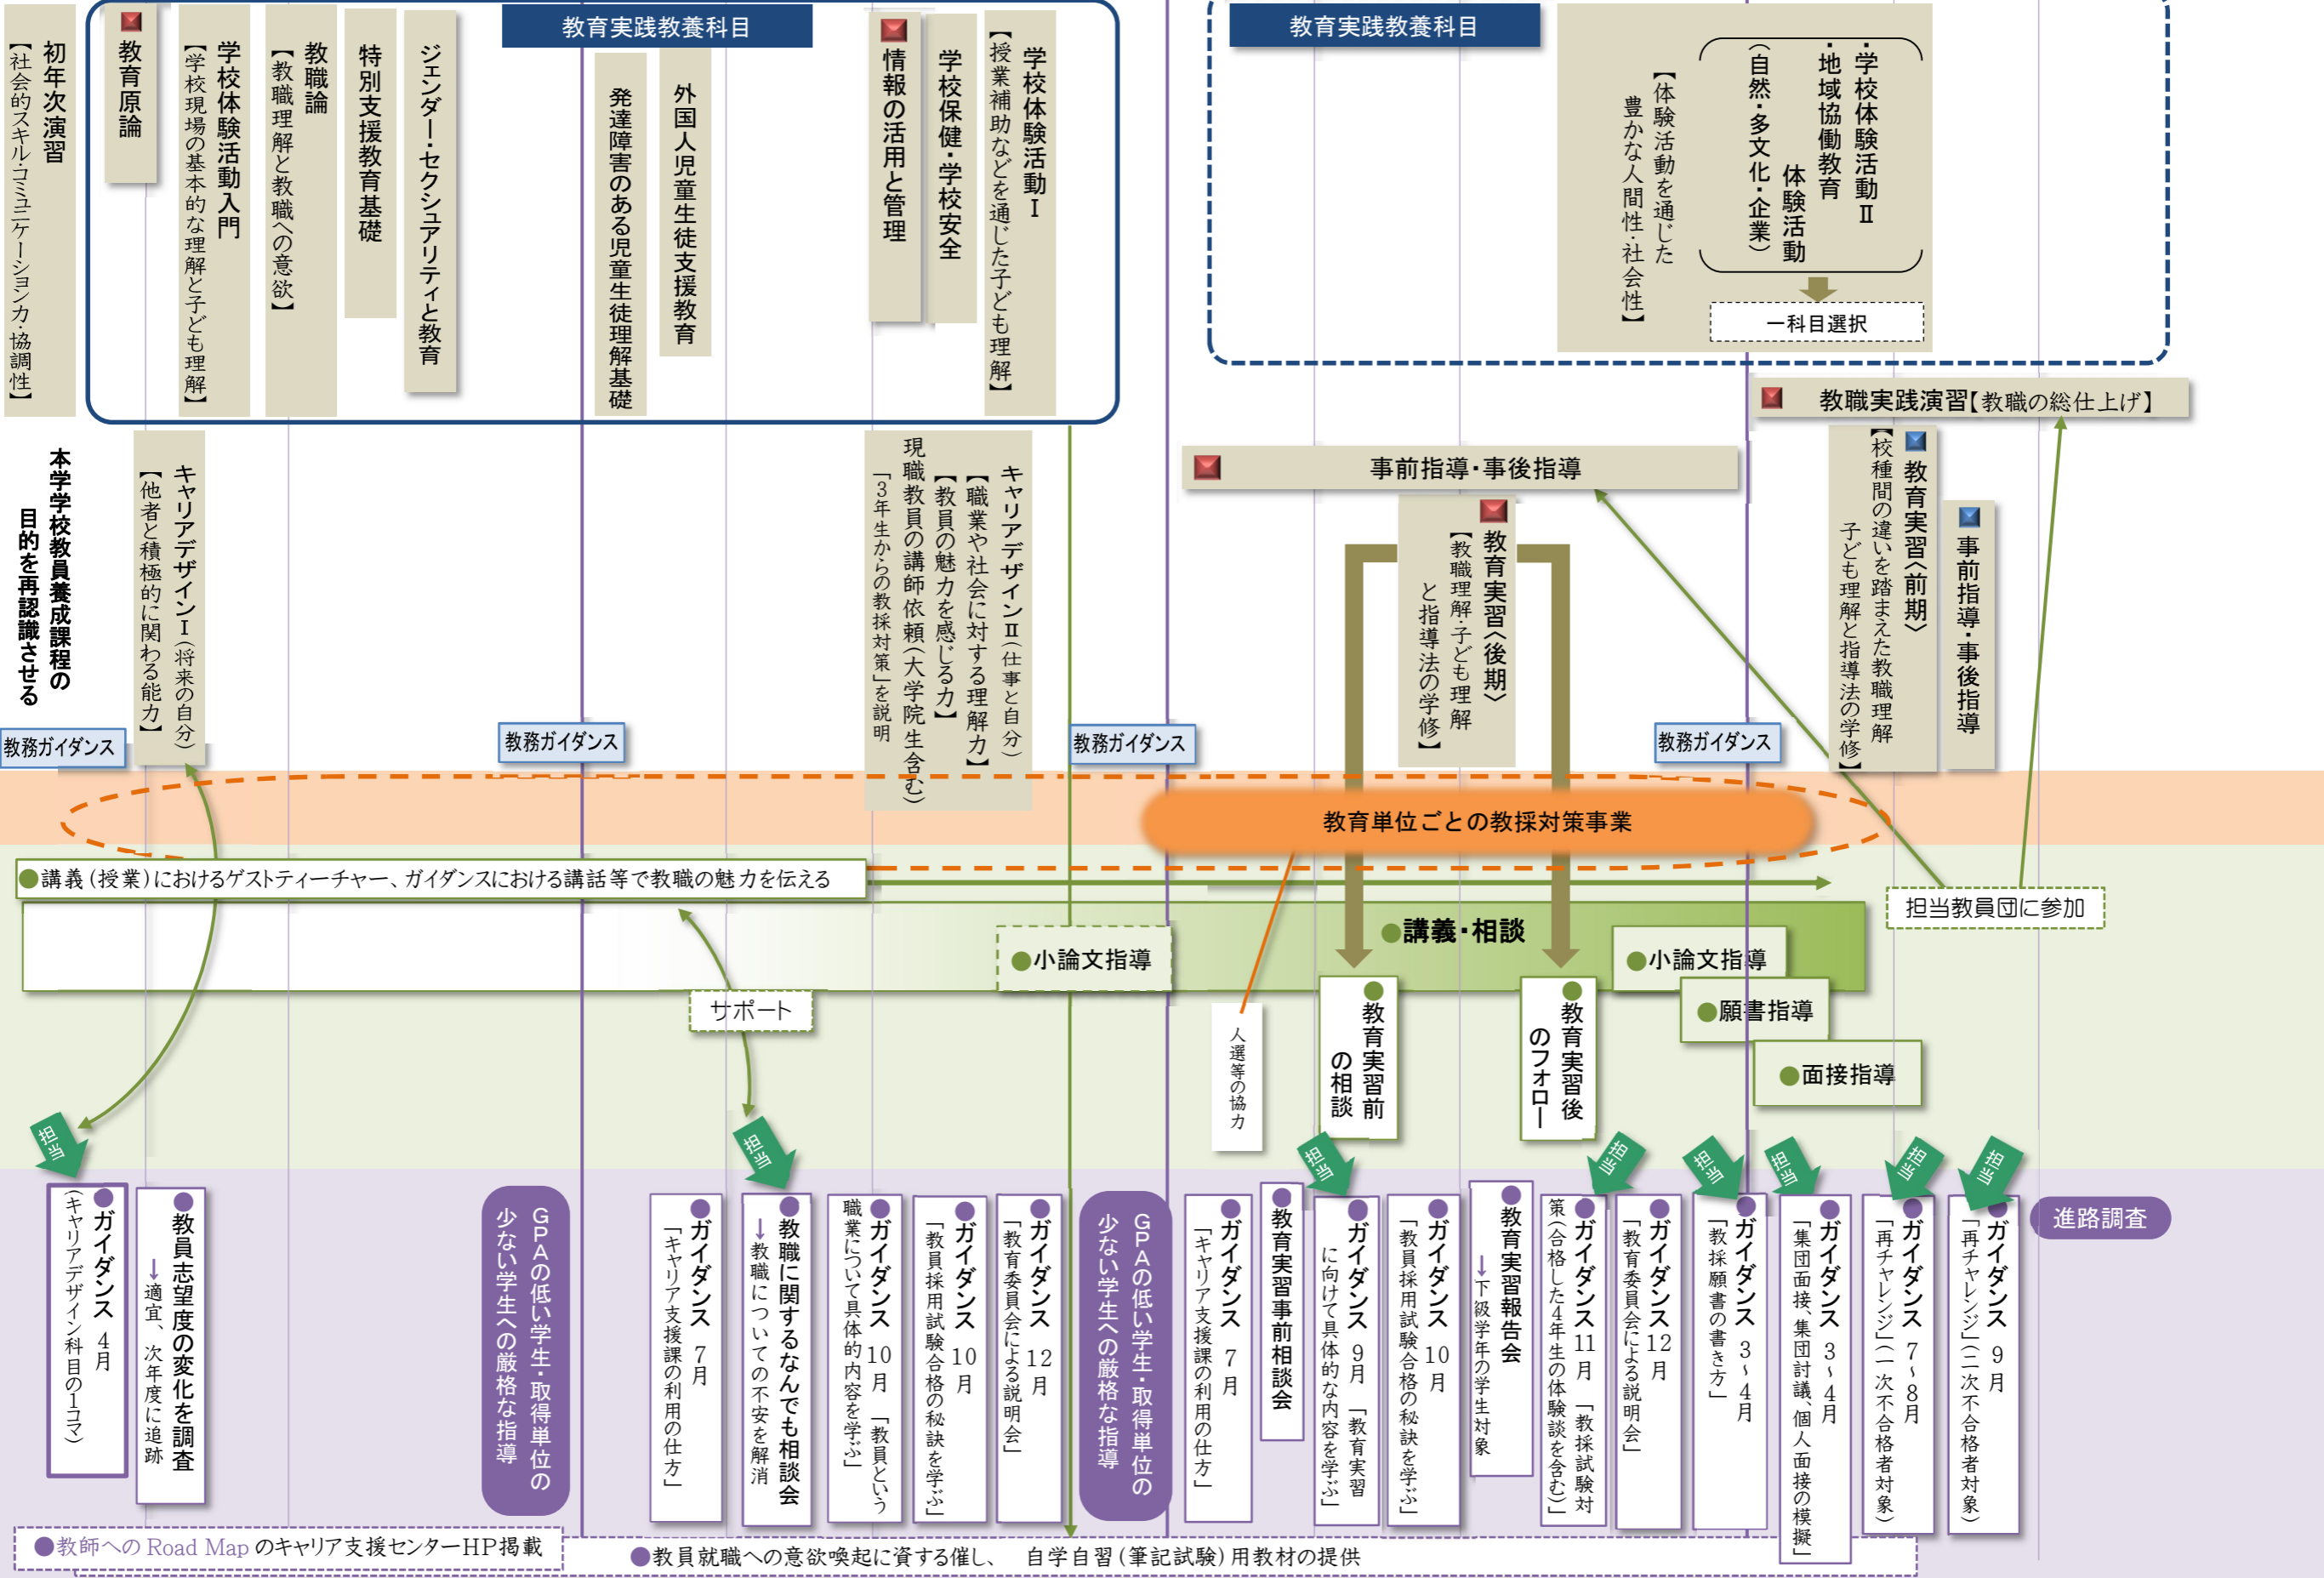 初年次演習
【社会的スキル・コミュニケーション力・協調性】
教育原論
学校体験活動入門
【学校現場の基本的な理解と子ども理解】
教職論
【教職理解と教職への意欲】
特別支援教育基礎
ジェンダー・セクシュアリティと教育
教育実践教養科目
発達障害のある児童生徒理解基礎
外国人児童生徒支援教育
情報の活用と管理
学校保健・学校安全
学校体験活動Ⅰ
【授業補助などを通じた子ども理解】
教育実践教養科目
・学校体験活動Ⅱ
・地域協働教育
体験活動
（自然・多文化・企業）
一科目選択
【体験活動を通じた
豊かな人間性・社会性】
教職実践演習【教職の総仕上げ】
本学学校教員養成課程の
目的を再認識させる
キャリアデザインⅠ（将来の自分）
【他者と積極的に関わる能力】
キャリアデザインⅡ（仕事と自分）
【職業や社会に対する理解力】
【教員の魅力を感じる力】
現職教員の講師依頼（大学院生含む）
「3年生からの教採対策」を説明
事前指導・事後指導
教育実習〈後期〉
【教職理解・子ども理解
と指導法の学修】
教育実習〈前期〉
【校種間の違いを踏まえた教職理解
子ども理解と指導法の学修】
事前指導・事後指導
教務ガイダンス
教務ガイダンス
教務ガイダンス
教務ガイダンス
教育単位ごとの教採対策事業
●講義（授業）におけるゲストティーチャー、ガイダンスにおける講話等で教職の魅力を伝える
担当教員団に参加
●講義・相談
●小論文指導
●小論文指導
●願書指導
●面接指導
サポート
人選等の協力
●教育実習前
の相談
●教育実習後
のフォロー
担当
担当
担当
担当
担当
担当
担当
担当
●ガイダンス 4月
（キャリアデザイン科目の1コマ）
●教員志望度の変化を調査
→適宜、次年度に追跡
GPAの低い学生・取得単位の
少ない学生への厳格な指導
●ガイダンス 7月
「キャリア支援課の利用の仕方」
●教職に関するなんでも相談会
→教職についての不安を解消
●ガイダンス 10月 「教員という
職業について具体的内容を学ぶ」
●ガイダンス 10月
「教員採用試験合格の秘訣を学ぶ」
●ガイダンス 12月
「教育委員会による説明会」
GPAの低い学生・取得単位の
少ない学生への厳格な指導
●ガイダンス 7月
「キャリア支援課の利用の仕方」
●教育実習事前相談会
●ガイダンス 9月 「教育実習
に向けて具体的な内容を学ぶ」
●ガイダンス 10月
「教員採用試験合格の秘訣を学ぶ」
●教育実習報告会
→下級学年の学生対象
●ガイダンス 11月 「教採試験対
策（合格した4年生の体験談を含む）」
●ガイダンス 12月
「教育委員会による説明会」
●ガイダンス 3～4月
「教採願書の書き方」
●ガイダンス 3～4月
「集団面接、集団討議、個人面接の模擬」
●ガイダンス 7～8月
「再チャレンジ」（一次不合格者対象）
●ガイダンス 9月
「再チャレンジ」（二次不合格者対象）
進路調査
●教師への Road Map のキャリア支援センターHP掲載
●教員就職への意欲喚起に資する催し、 自学自習（筆記試験）用教材の提供